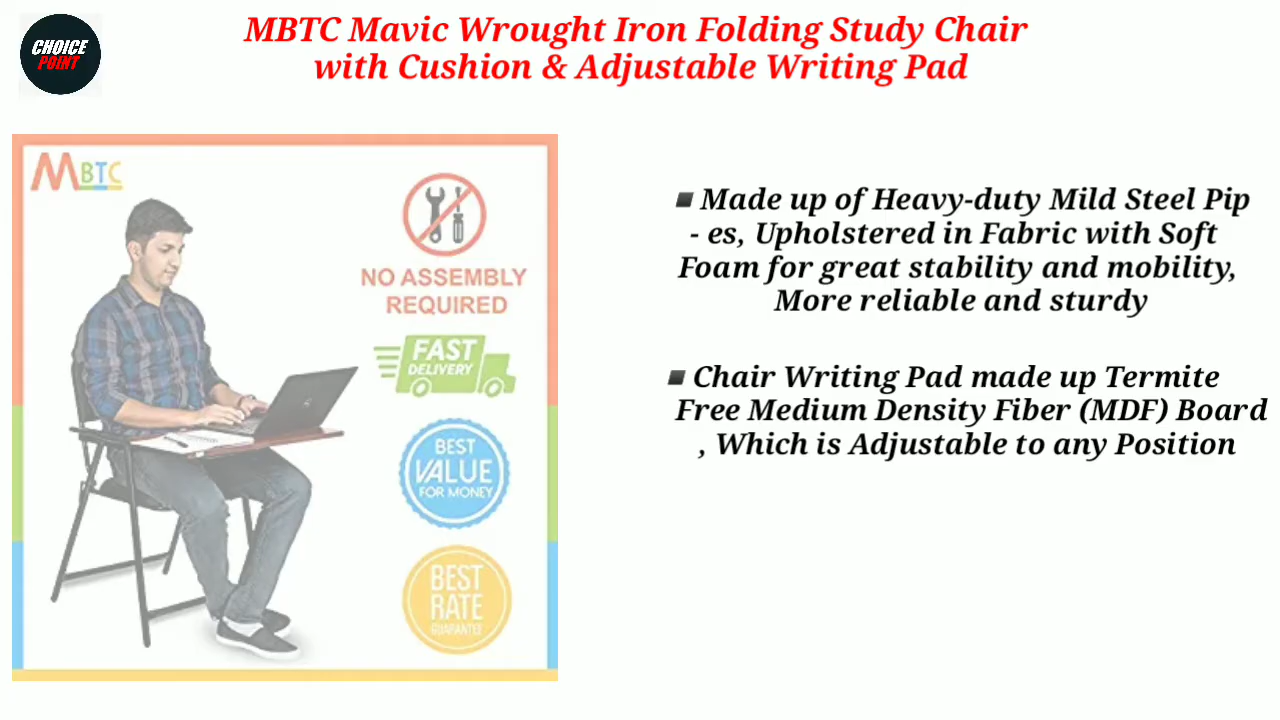 CHOICE
POINT
MBTC Mavic Wrought Iron Folding Study Chair
with Cushion & Adjustable Writing Pad
MBTC
NO ASSEMBLY
REQUIRED
FAST
DELIVERY
BEST
VALUE
FOR MONEY
BEST
RATE
GUARANTEE
▪Made up of Heavy-duty Mild Steel Pip
- es, Upholstered in Fabric with Soft
Foam for great stability and mobility,
More reliable and sturdy
▪Chair Writing Pad made up Termite
Free Medium Density Fiber (MDF) Board
, Which is Adjustable to any Position